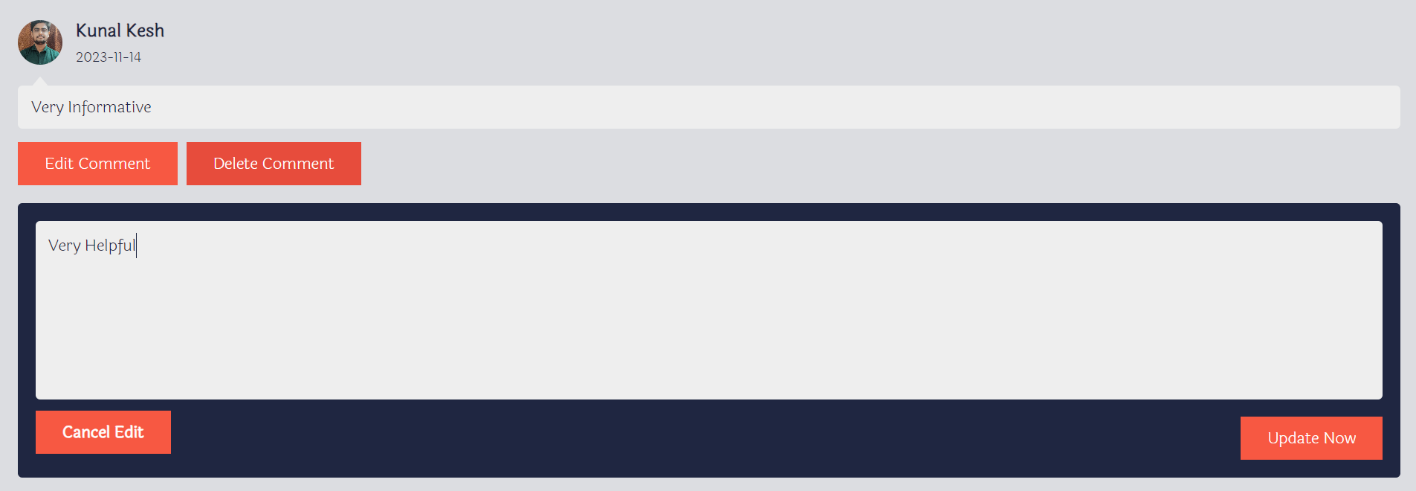 Kunal Kesh
2023-11-14
Very Informative
Edit Comment Delete Comment
Very Helpful
Cancel Edit
Update Now